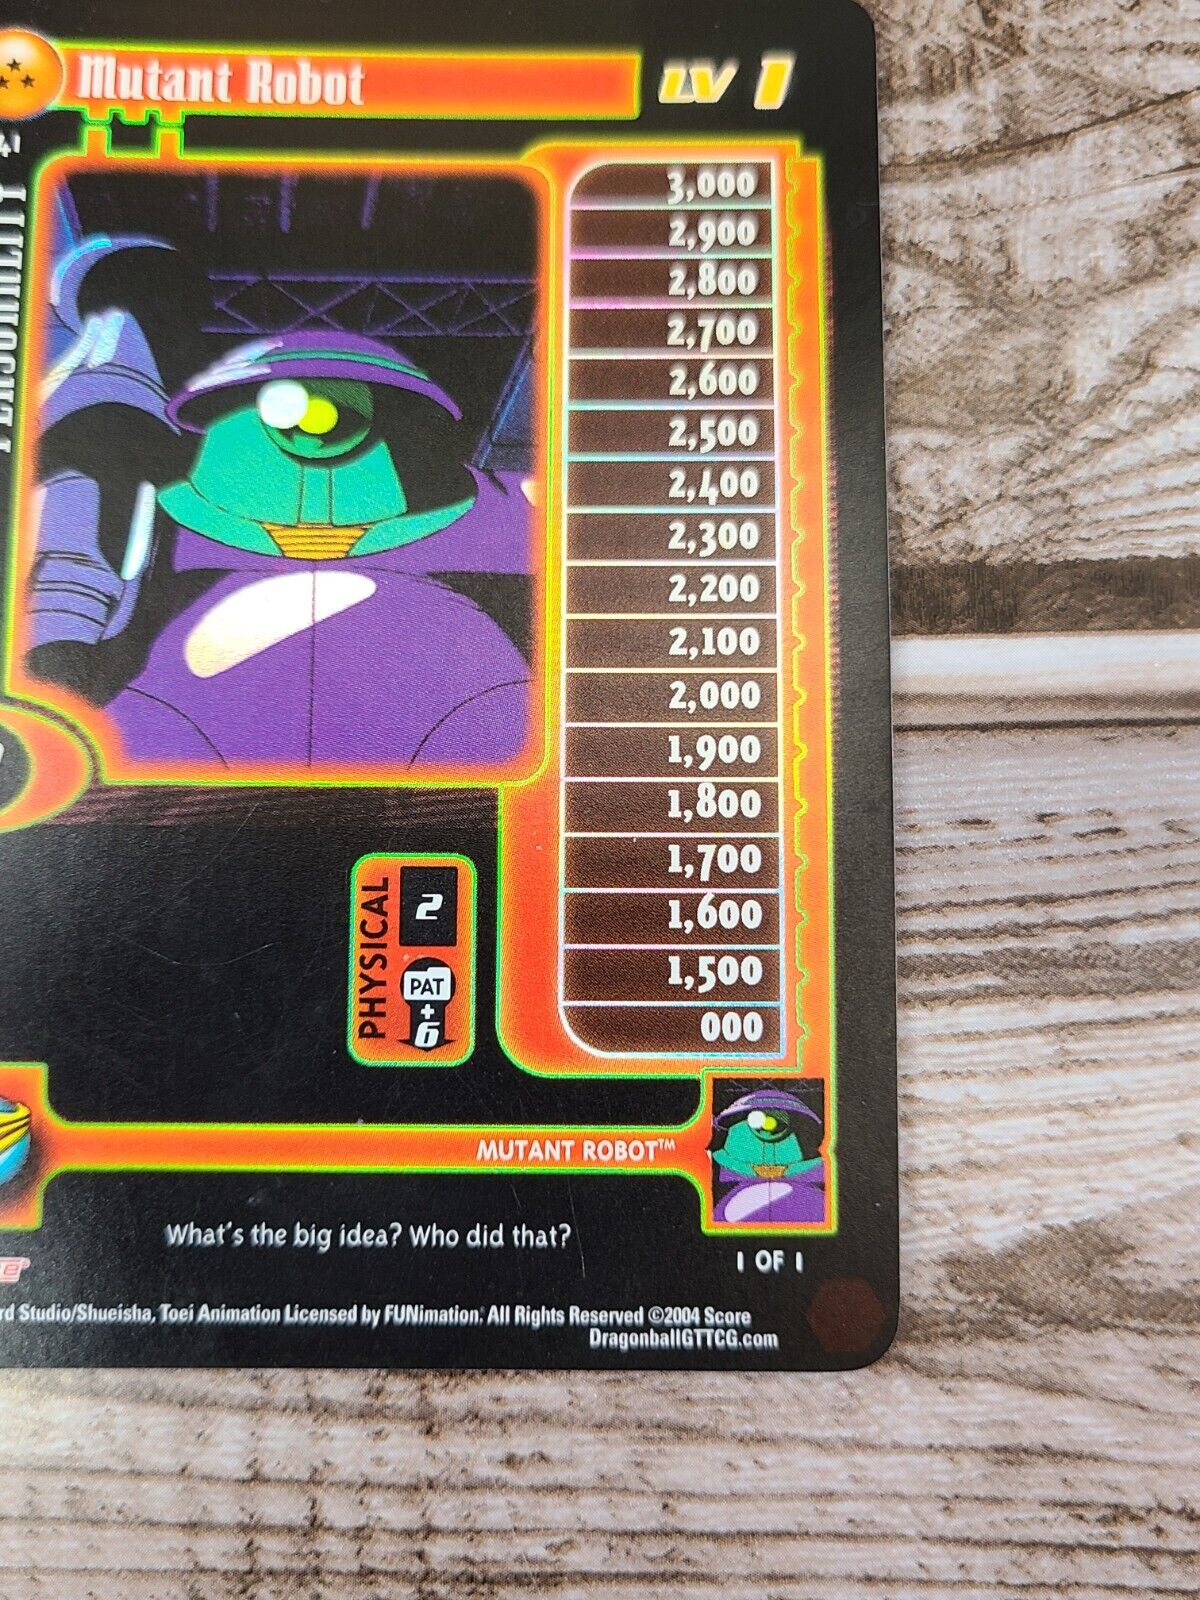 Mutant Robot
LV 1
41
PERSONALITY
3,000
2,900
2,800
2,700
2,600
2,500
2,400
2,300
2,200
2,100
2,000
1,900
1,800
1,700
1,600
1,500
000
PHYSICAL
2
PAT
+
6
MUTANT ROBOT™
What's the big idea? Who did that?
1 OF 1
Studio/Shueisha, Toei Animation Licensed by FUNimation. All Rights Reserved ©2004 Score
DragonballGTTCG.com